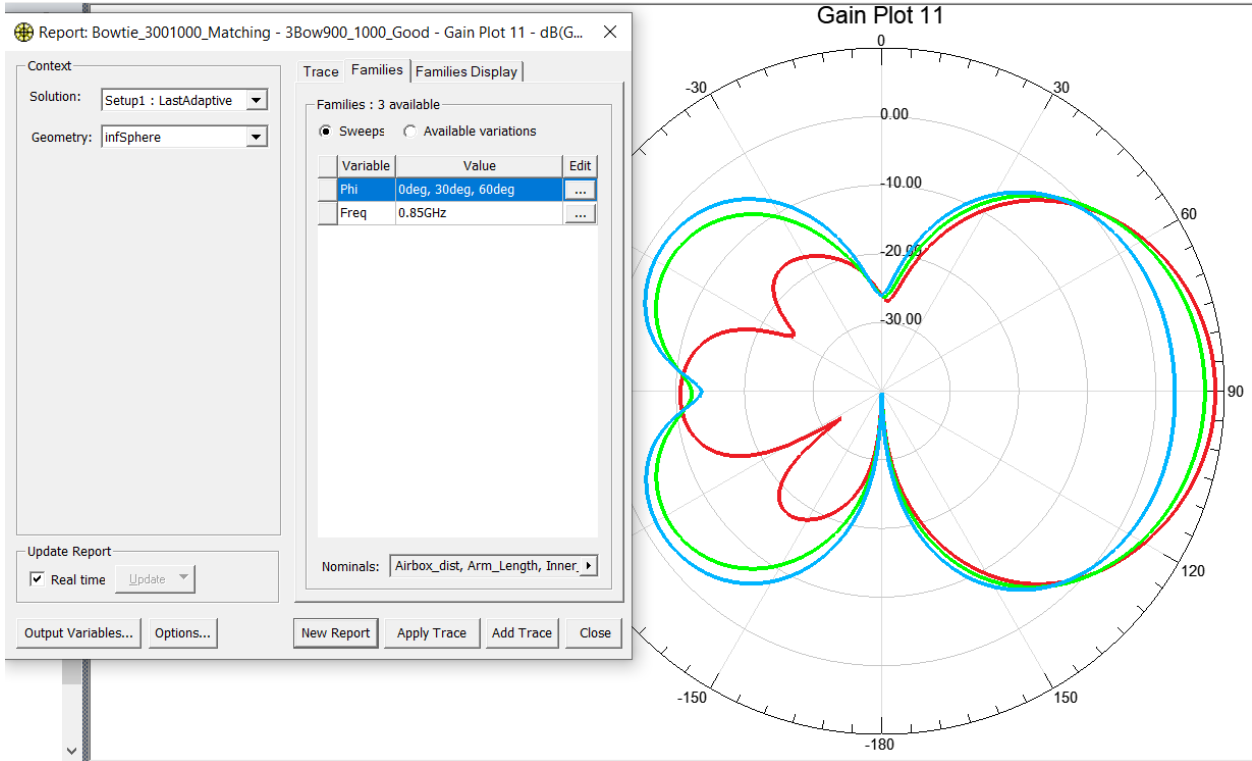 Report: Bowtie_3001000_Matching - 3Bow900_1000_Good - Gain Plot 11 - dB(G...
Context
Solution: Setup1 : LastAdaptive
Geometry: infSphere
Trace Families Families Display
Families : 3 available
Sweeps Available variations
Variable Value Edit
Phi 0deg, 30deg, 60deg ...
Freq 0.85GHz ...
Nominals: Airbox_dist, Arm_Length, Inner_
Update Report
Real time Update
Output Variables... Options... New Report Apply Trace Add Trace Close
Gain Plot 11
0
-30 30
0.00
-10.00
60
-20.00
-30.00
90
120
-150 150
-180